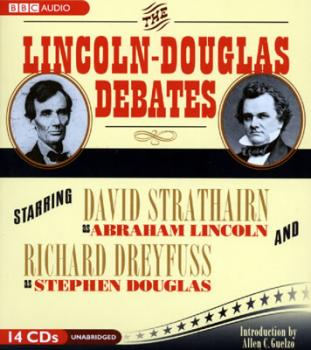 BBC AUDIO
THE
LINCOLN-DOUGLAS
DEBATES
STARRING
DAVID STRATHAIRN
as ABRAHAM LINCOLN
AND
RICHARD DREYFUSS
as STEPHEN DOUGLAS
14 CDs
UNABRIDGED
Introduction by
Allen C. Guelzo